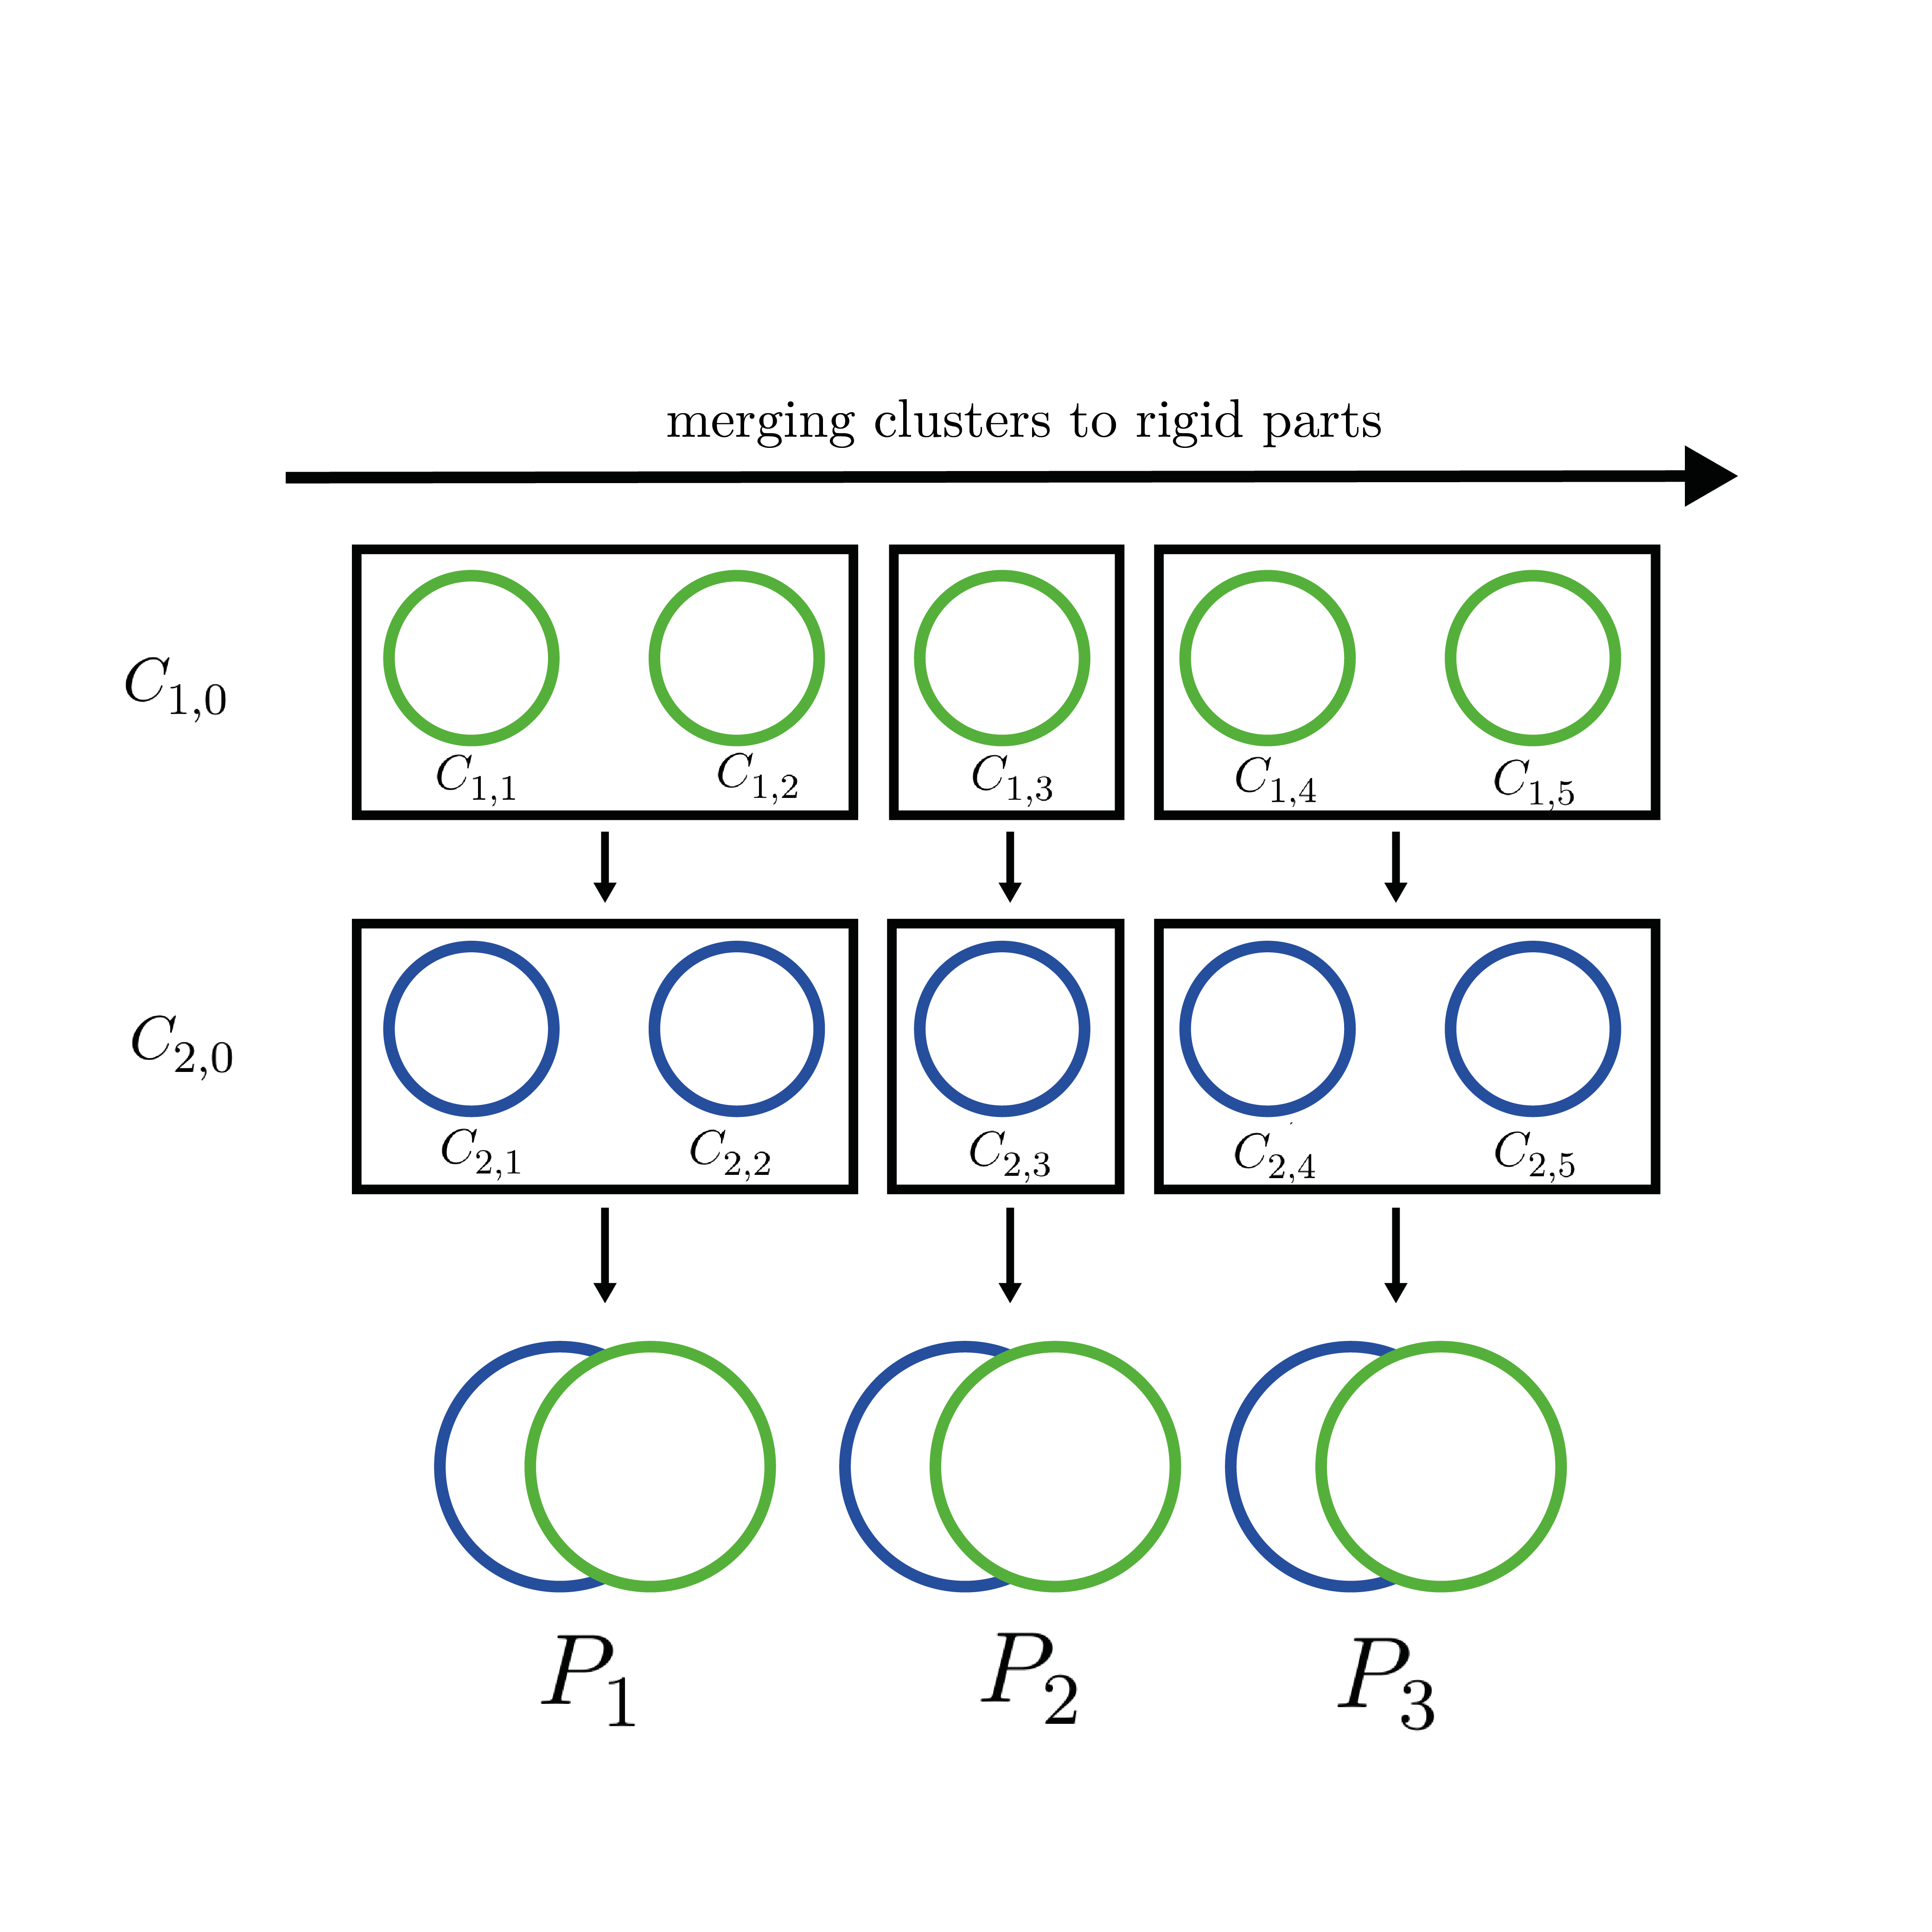 merging clusters to rigid parts
C_{1,0}
C_{1,1} C_{1,2} C_{1,3} C_{1,4} C_{1,5}
C_{2,0}
C_{2,1} C_{2,2} C_{2,3} C_{2,4} C_{2,5}
P_1 P_2 P_3